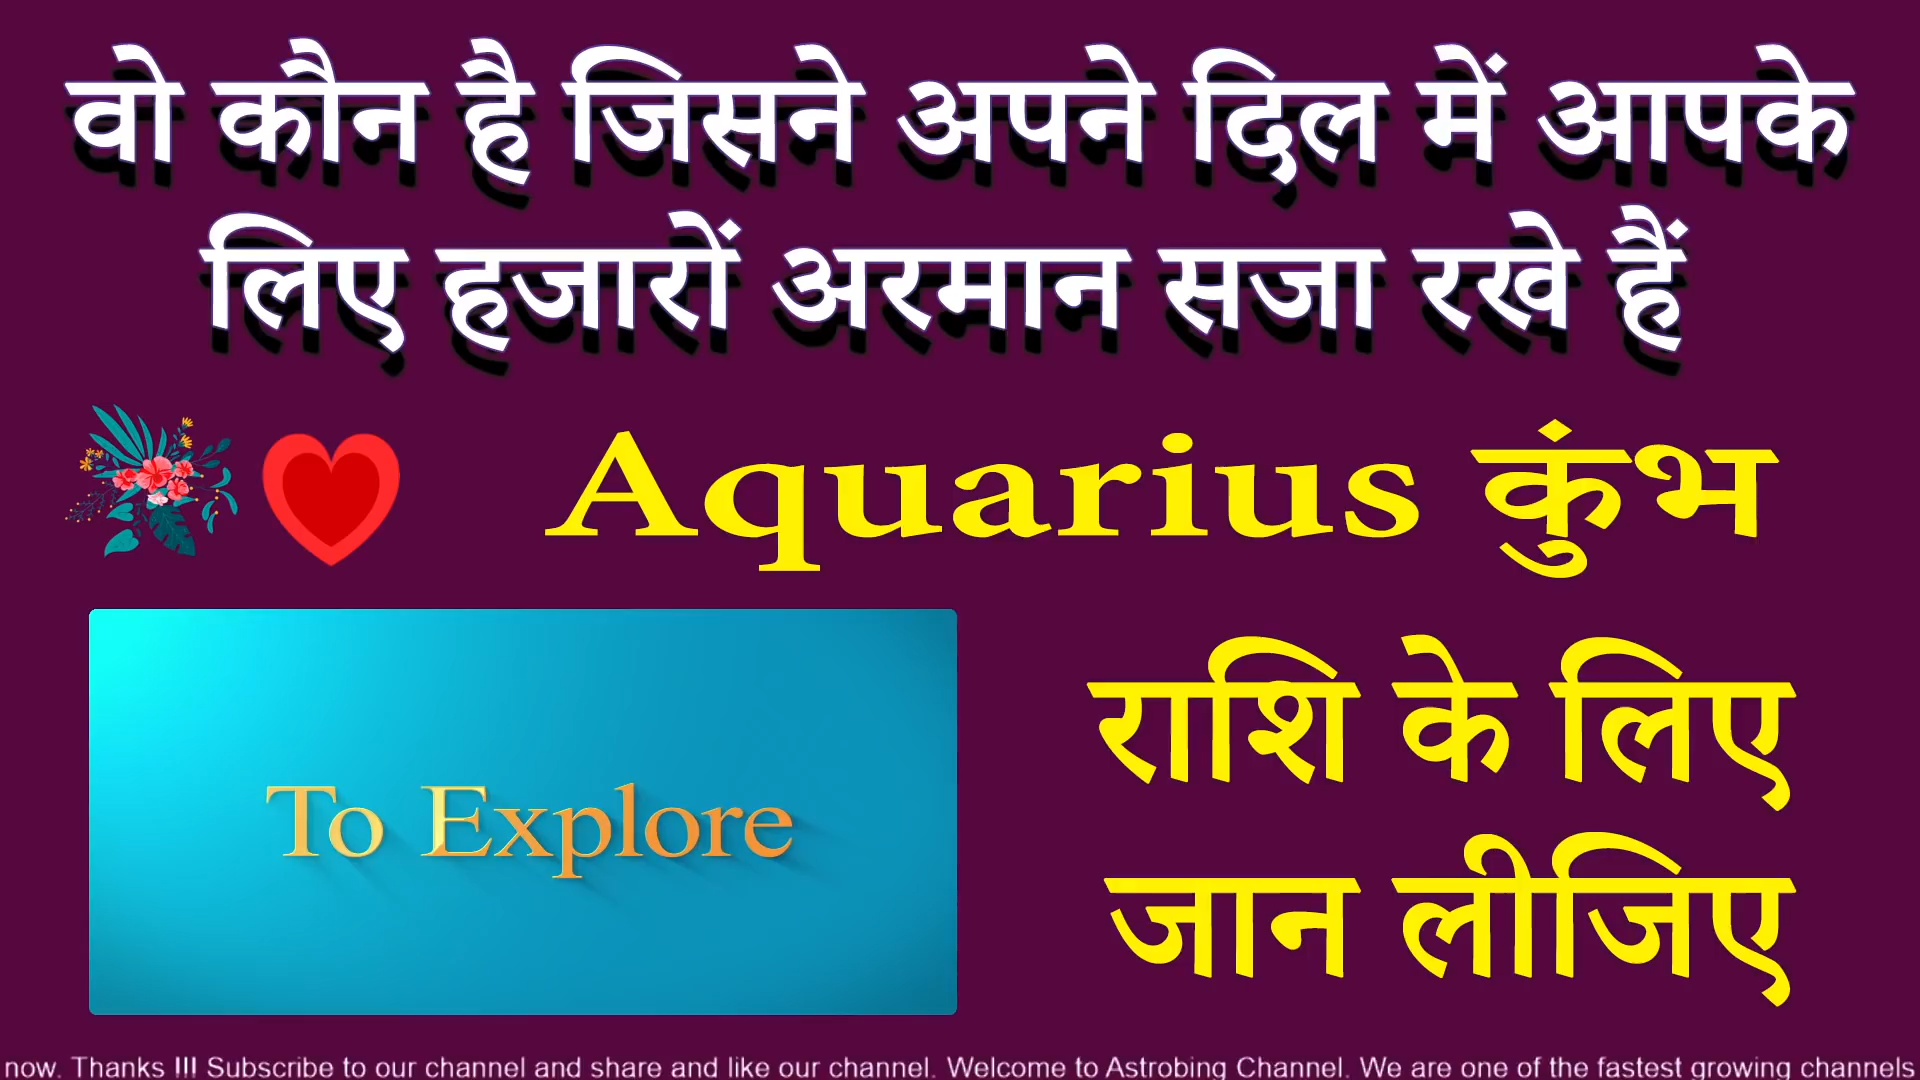 वो कौन है जिसने अपने दिल में आपके
लिए हजारों अरमान सजा रखे हैं
Aquarius कुंभ
To Explore
राशि के लिए
जान लीजिए
now. Thanks !!! Subscribe to our channel and share and like our channel. Welcome to Astrobing Channel. We are one of the fastest growing channels